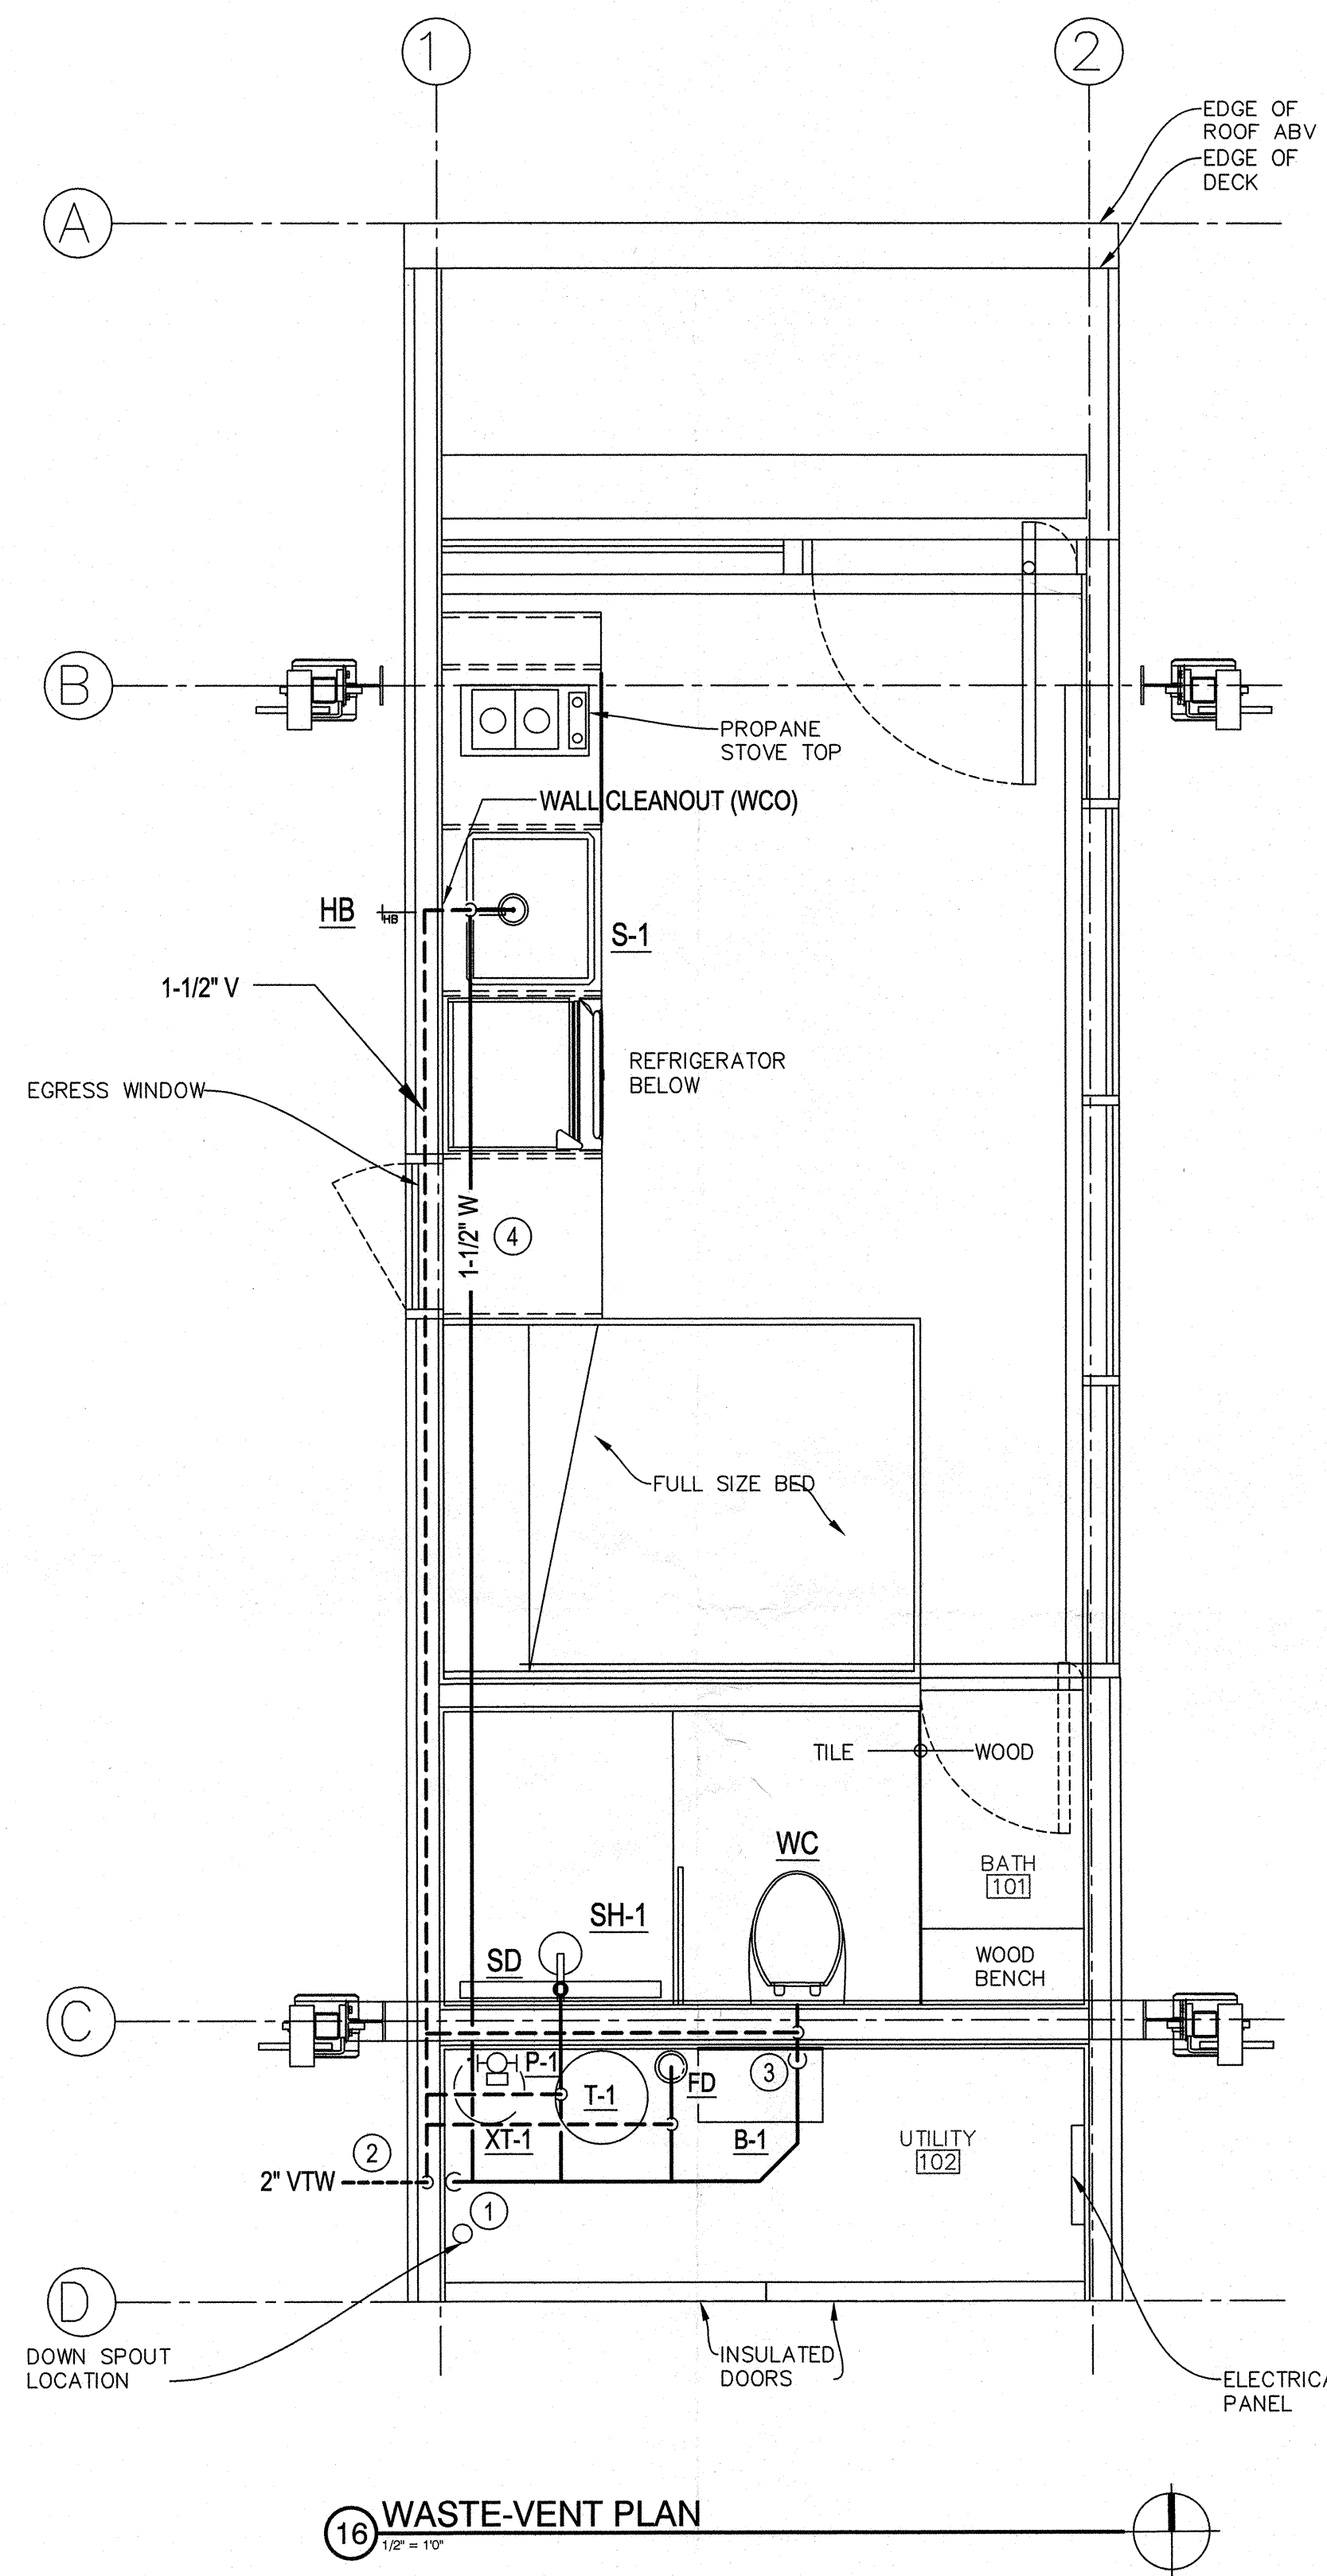 1
2
EDGE OF
ROOF ABV
EDGE OF
DECK
A
B
PROPANE
STOVE TOP
WALL CLEANOUT (WCO)
HB
HB
S-1
1-1/2" V
REFRIGERATOR
BELOW
EGRESS WINDOW
1-1/2" W
4
FULL SIZE BED
TILE
WOOD
WC
BATH
101
SH-1
SD
WOOD
BENCH
C
P-1
T-1
FD
3
XT-1
B-1
UTILITY
102
2
2" VTW
1
D
DOWN SPOUT
LOCATION
INSULATED
DOORS
ELECTRICA
PANEL
16
WASTE-VENT PLAN
1/2" = 1'0"